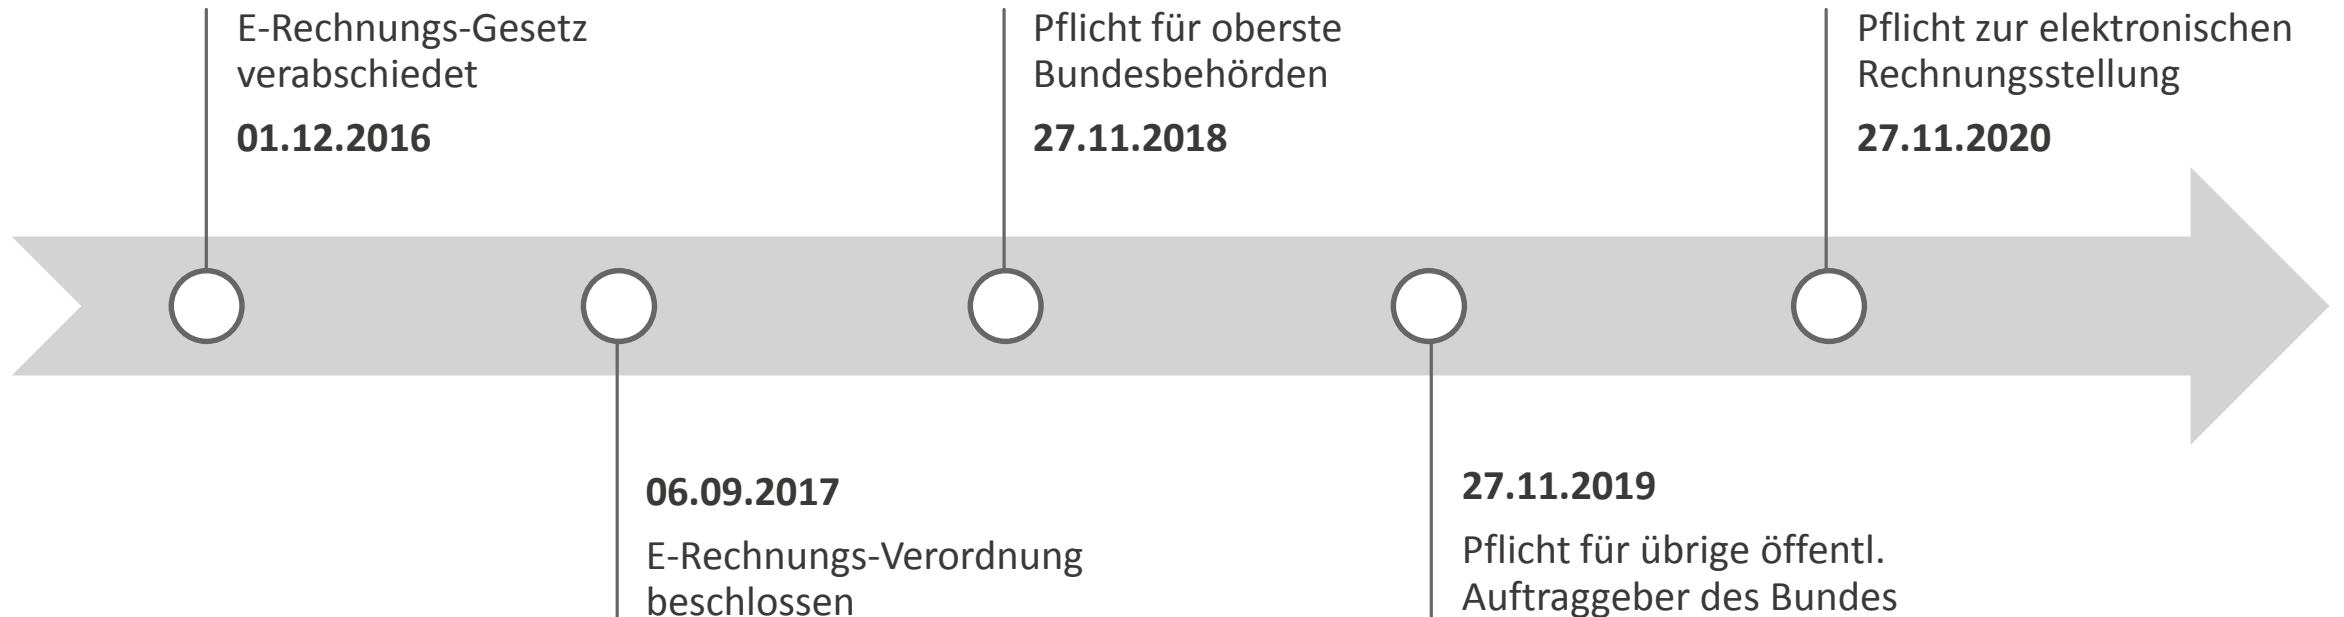 E-Rechnungs-Gesetz
verabschiedet
01.12.2016
06.09.2017
E-Rechnungs-Verordnung
beschlossen
Pflicht für oberste
Bundesbehörden
27.11.2018
27.11.2019
Pflicht für übrige öffentl.
Auftraggeber des Bundes
Pflicht zur elektronischen
Rechnungsstellung
27.11.2020